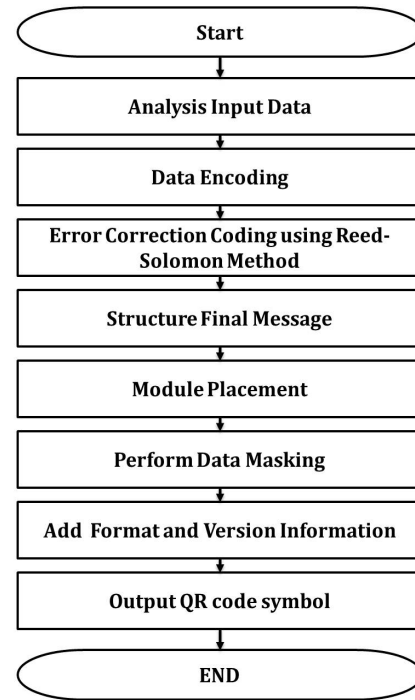 Start
Analysis Input Data
Data Encoding
Error Correction Coding using Reed-
Solomon Method
Structure Final Message
Module Placement
Perform Data Masking
Add Format and Version Information
Output QR code symbol
END